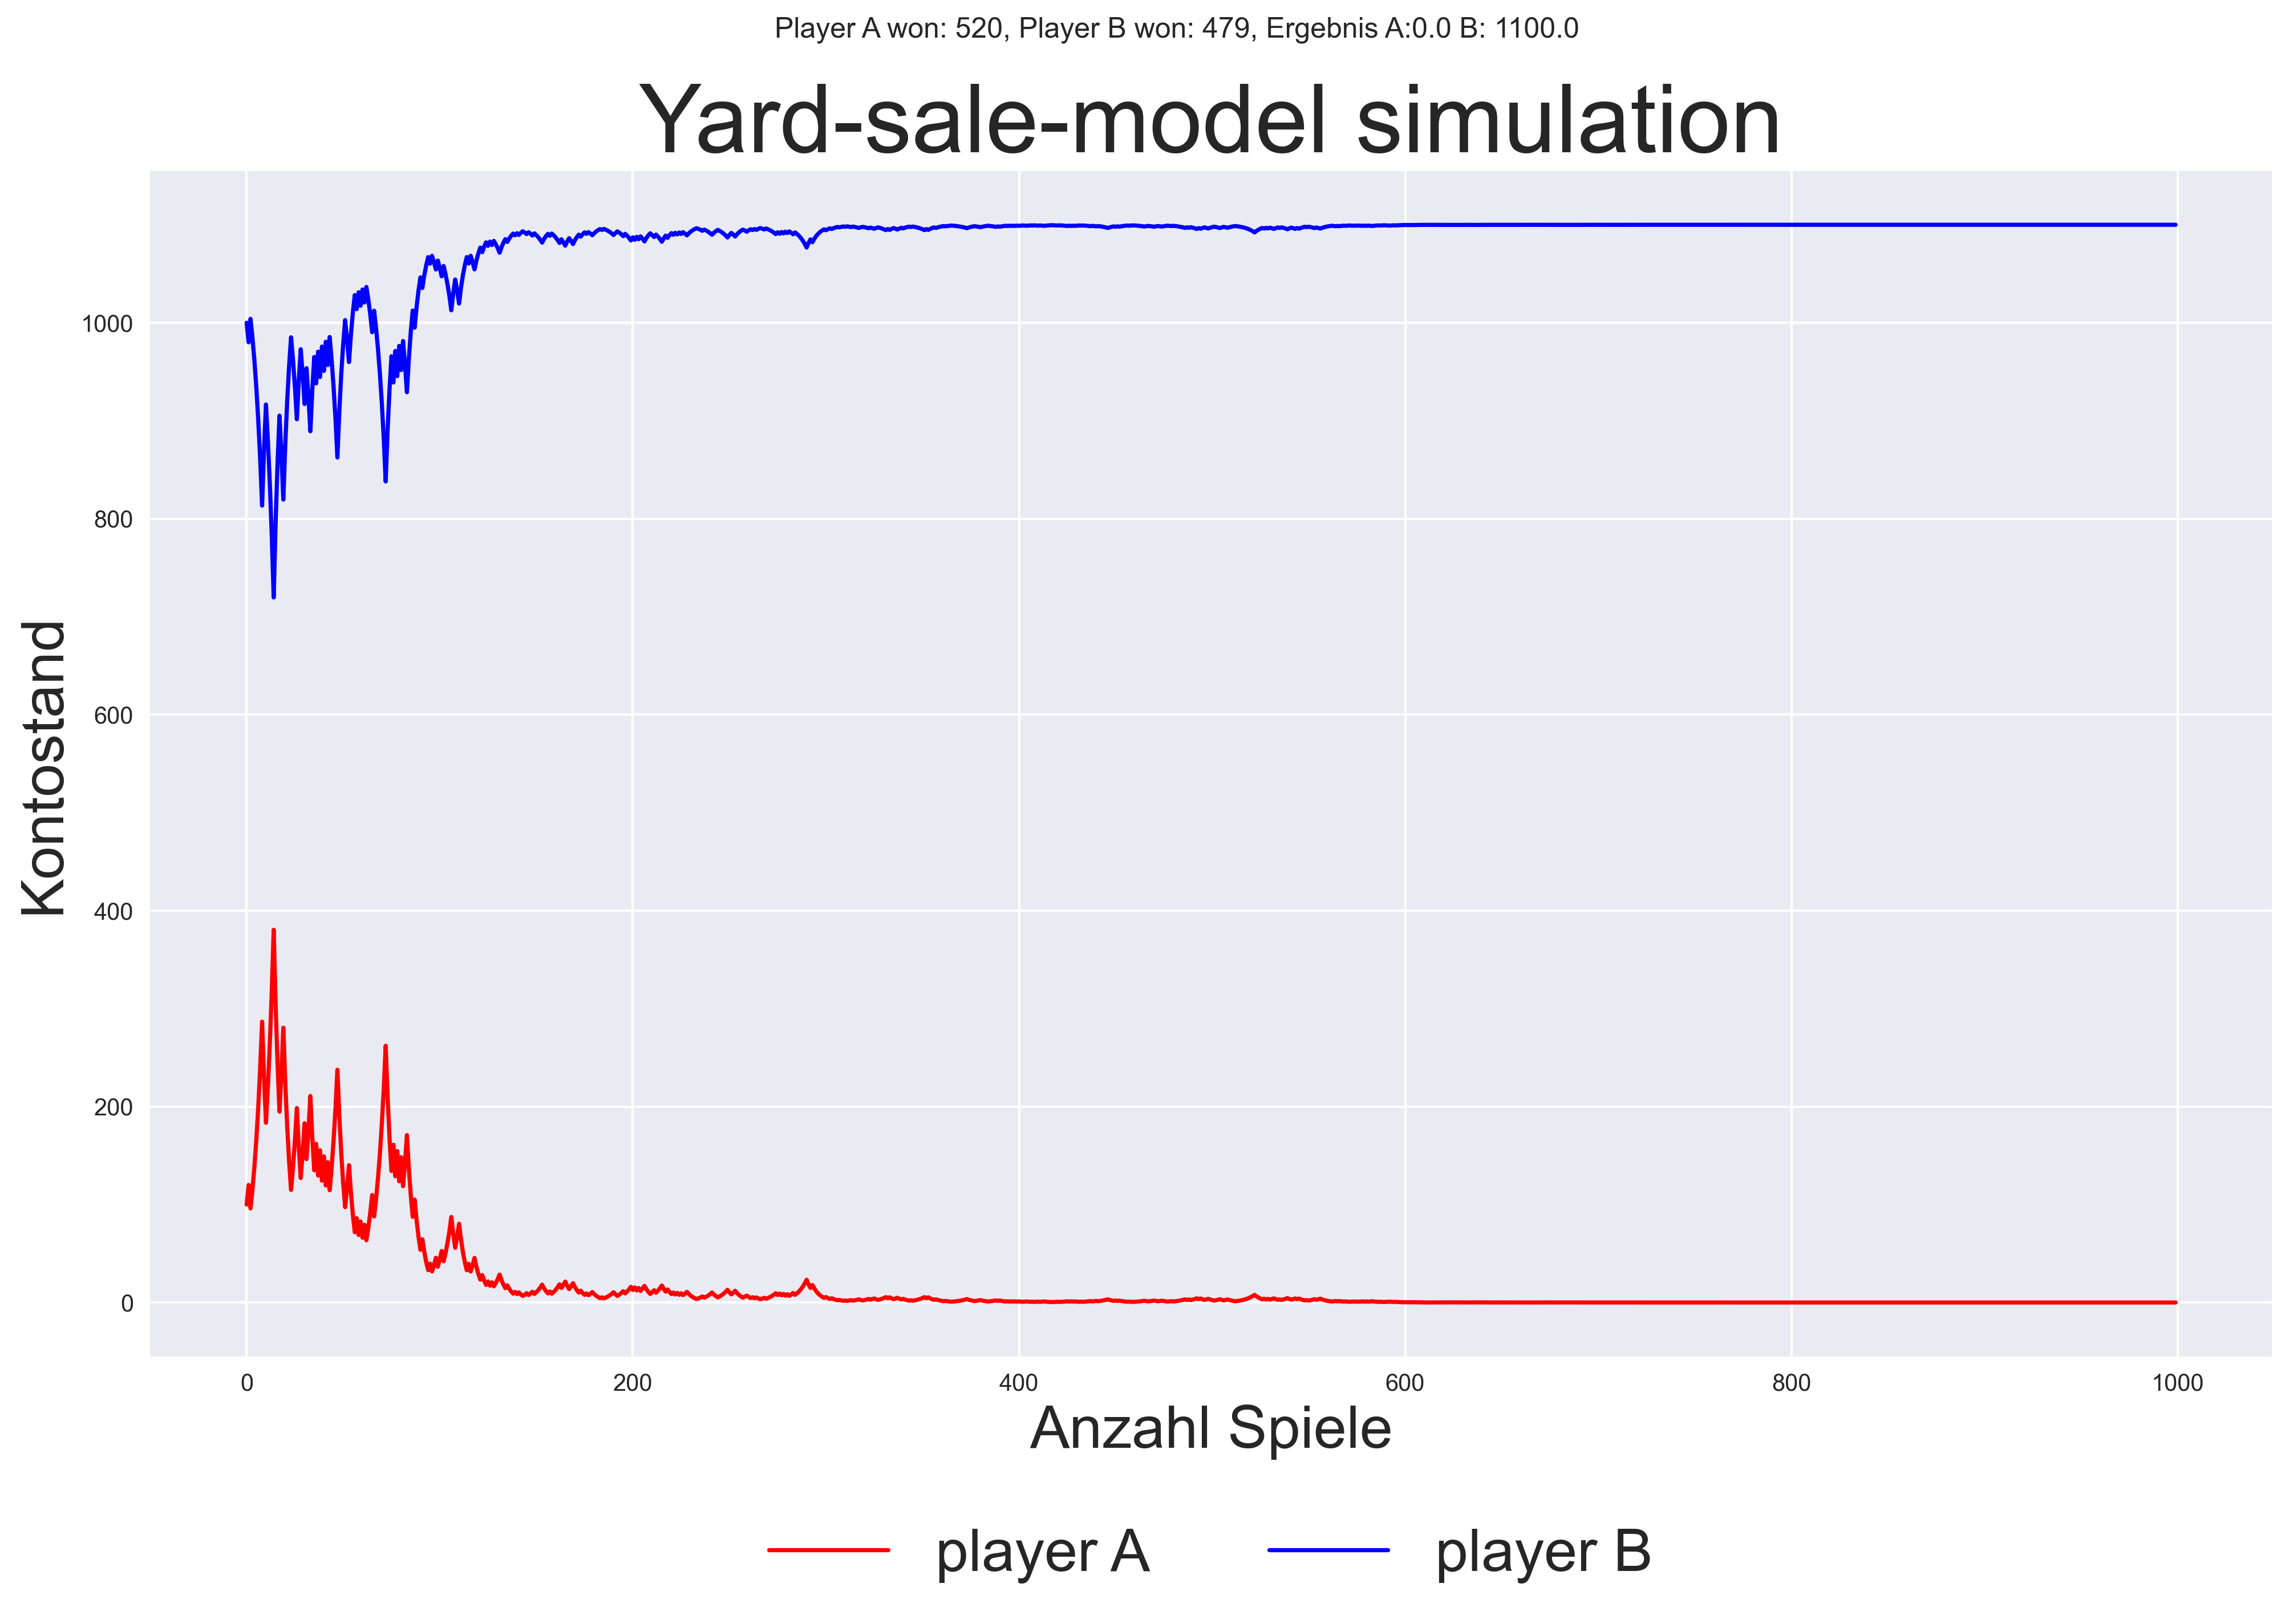 Player A won: 520, Player B won: 479, Ergebnis A:0.0 B: 1100.0
Yard-sale-model simulation
Kontostand
1000
800
600
400
200
0
0 200 400 600 800 1000
Anzahl Spiele
player A player B